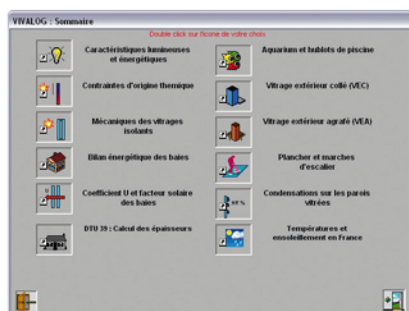 VIVALOG : Sommaire
Double click sur l'icone de votre choix
Caractéristiques lumineuses
et énergétiques
Contraintes d'origine thermique
Mécaniques des vitrages
isolants
Bilan énergétique des baies
Coefficient U et facteur solaire
des baies
DTU 39 : Calcul des épaisseurs
Aquarium et hublots de piscine
Vitrage extérieur collé (VEC)
Vitrage extérieur agrafé (VEA)
Plancher et marches
d'escalier
Condensations sur les parois
vitrées
Températures et
ensoleillement en France